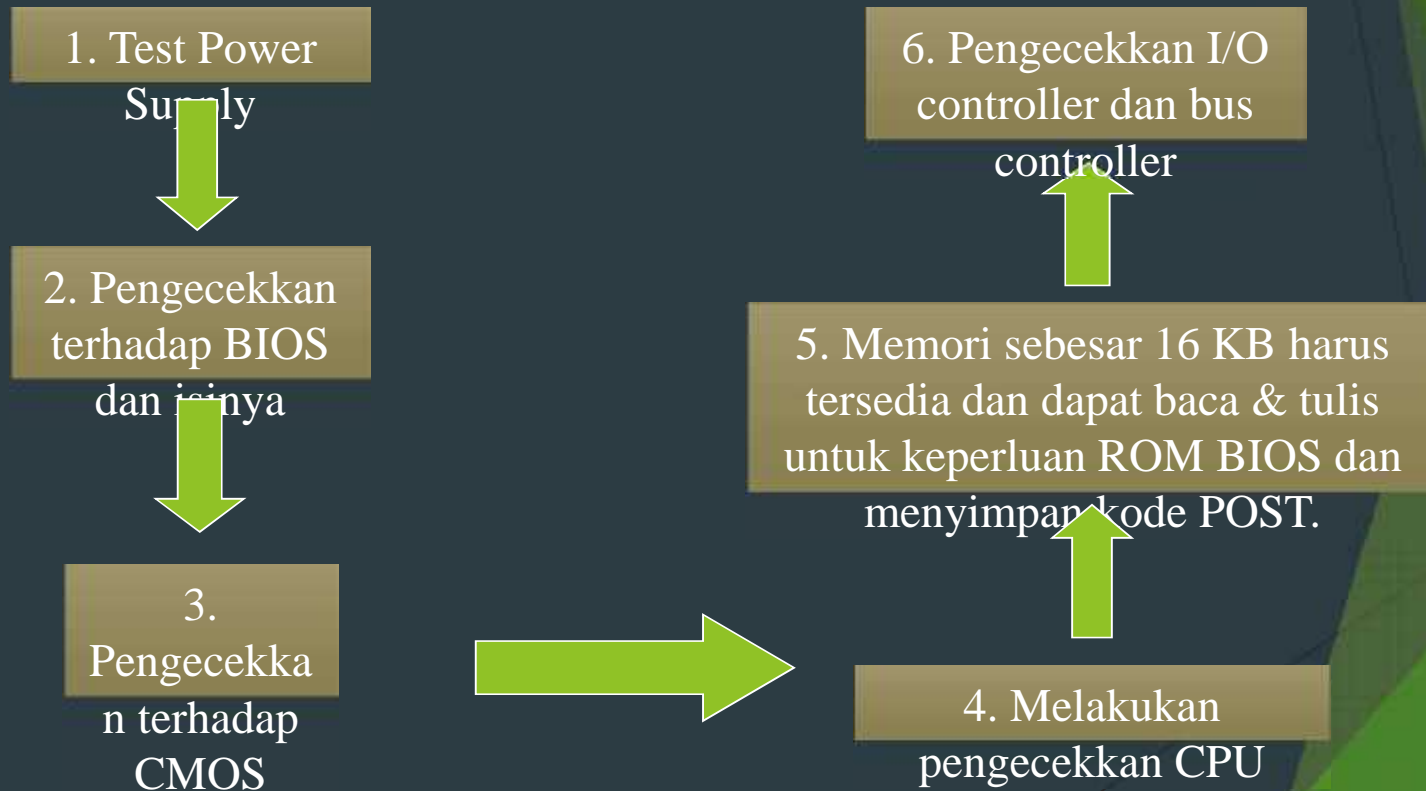 1. Test Power
Supply
2. Pengecekkan
terhadap BIOS
dan isinya
3.
Pengecekka
n terhadap
CMOS
4. Melakukan
pengecekkan CPU
5. Memori sebesar 16 KB harus
tersedia dan dapat baca & tulis
untuk keperluan ROM BIOS dan
menyimpan kode POST.
6. Pengecekkan I/O
controller dan bus
controller